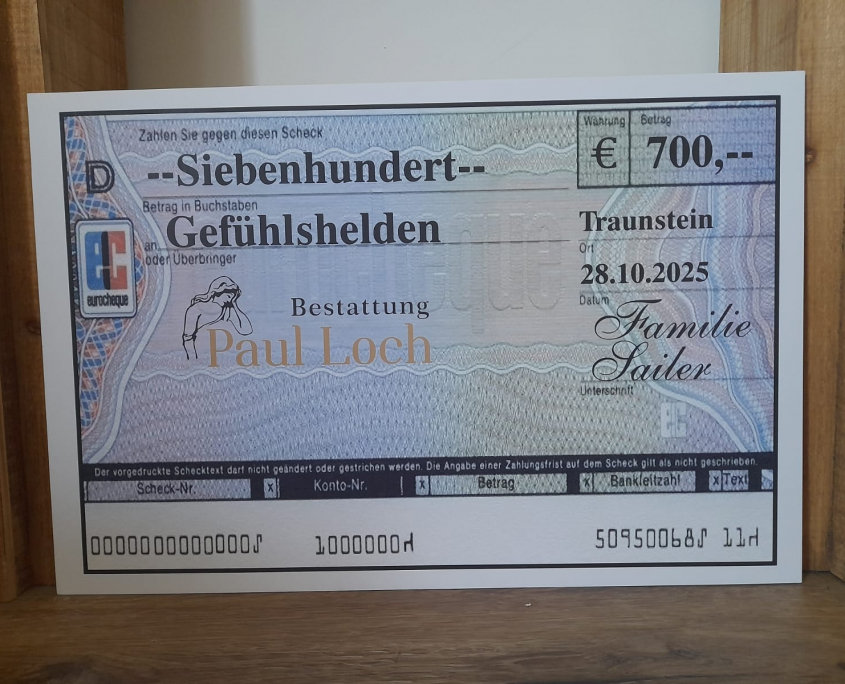 Zahlen Sie gegen diesen Scheck
Währung
Betrag
D
--Siebenhundert--
€
700,--
Betrag in Buchstaben
an
Gefühlshelden
oder Überbringer
Traunstein
Ort
eurocheque
28.10.2025
Datum
Bestattung
Paul Loch
Familie
Sailer
Unterschrift
ec
Der vorgedruckte Schecktext darf nicht geändert oder gestrichen werden. Die Angabe einer Zahlungsfrist auf dem Scheck gilt als nicht geschrieben.
Scheck-Nr. x Konto-Nr. x Betrag x Bankleitzahl x Text
00000000000000⑀ 1000000⑁ 50950068⑀ 11⑁